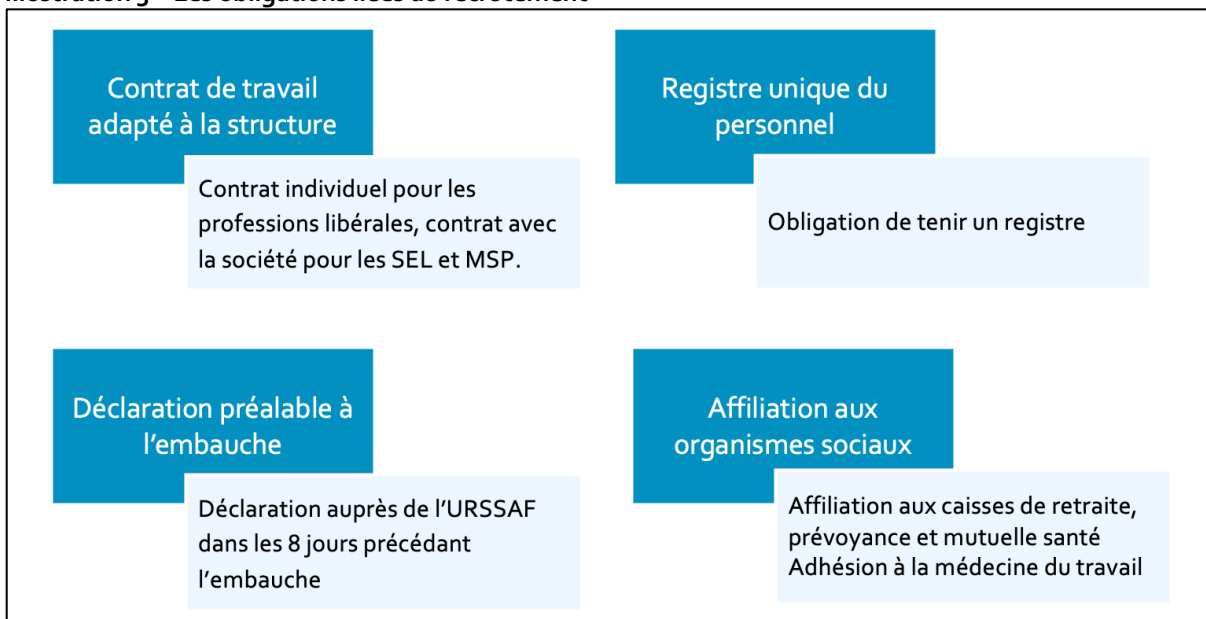 Contrat de travail
adapté à la structure
Contrat individuel pour les
professions libérales, contrat avec
la société pour les SEL et MSP.
Registre unique du
personnel
Obligation de tenir un registre
Déclaration préalable à
l'embauche
Déclaration auprès de l'URSSAF
dans les 8 jours précédant
l'embauche
Affiliation aux
organismes sociaux
Affiliation aux caisses de retraite,
prévoyance et mutuelle santé
Adhésion à la médecine du travail